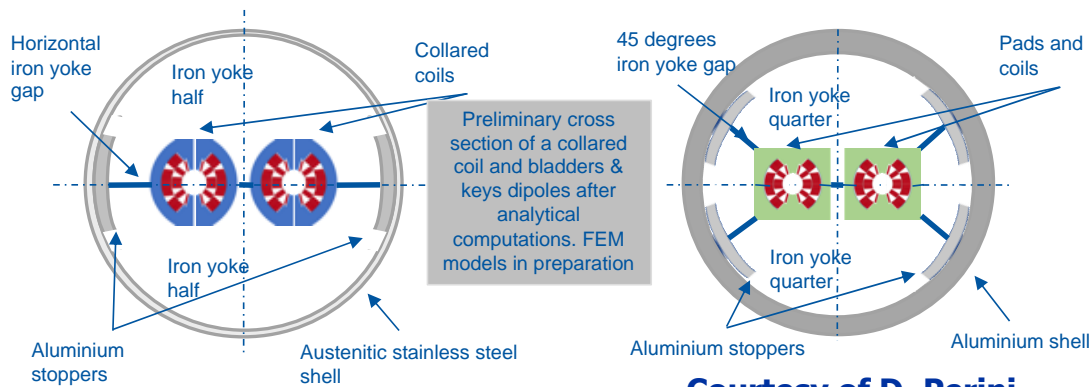 Horizontal
iron yoke
gap
Iron yoke
half
Collared
coils
Iron yoke
half
Aluminium
stoppers
Austenitic stainless steel
shell
Preliminary cross
section of a collared
coil and bladders &
keys dipoles after
analytical
computations. FEM
models in preparation
45 degrees
iron yoke gap
Iron yoke
quarter
Pads and
coils
Iron yoke
quarter
Aluminium stoppers
Aluminium shell